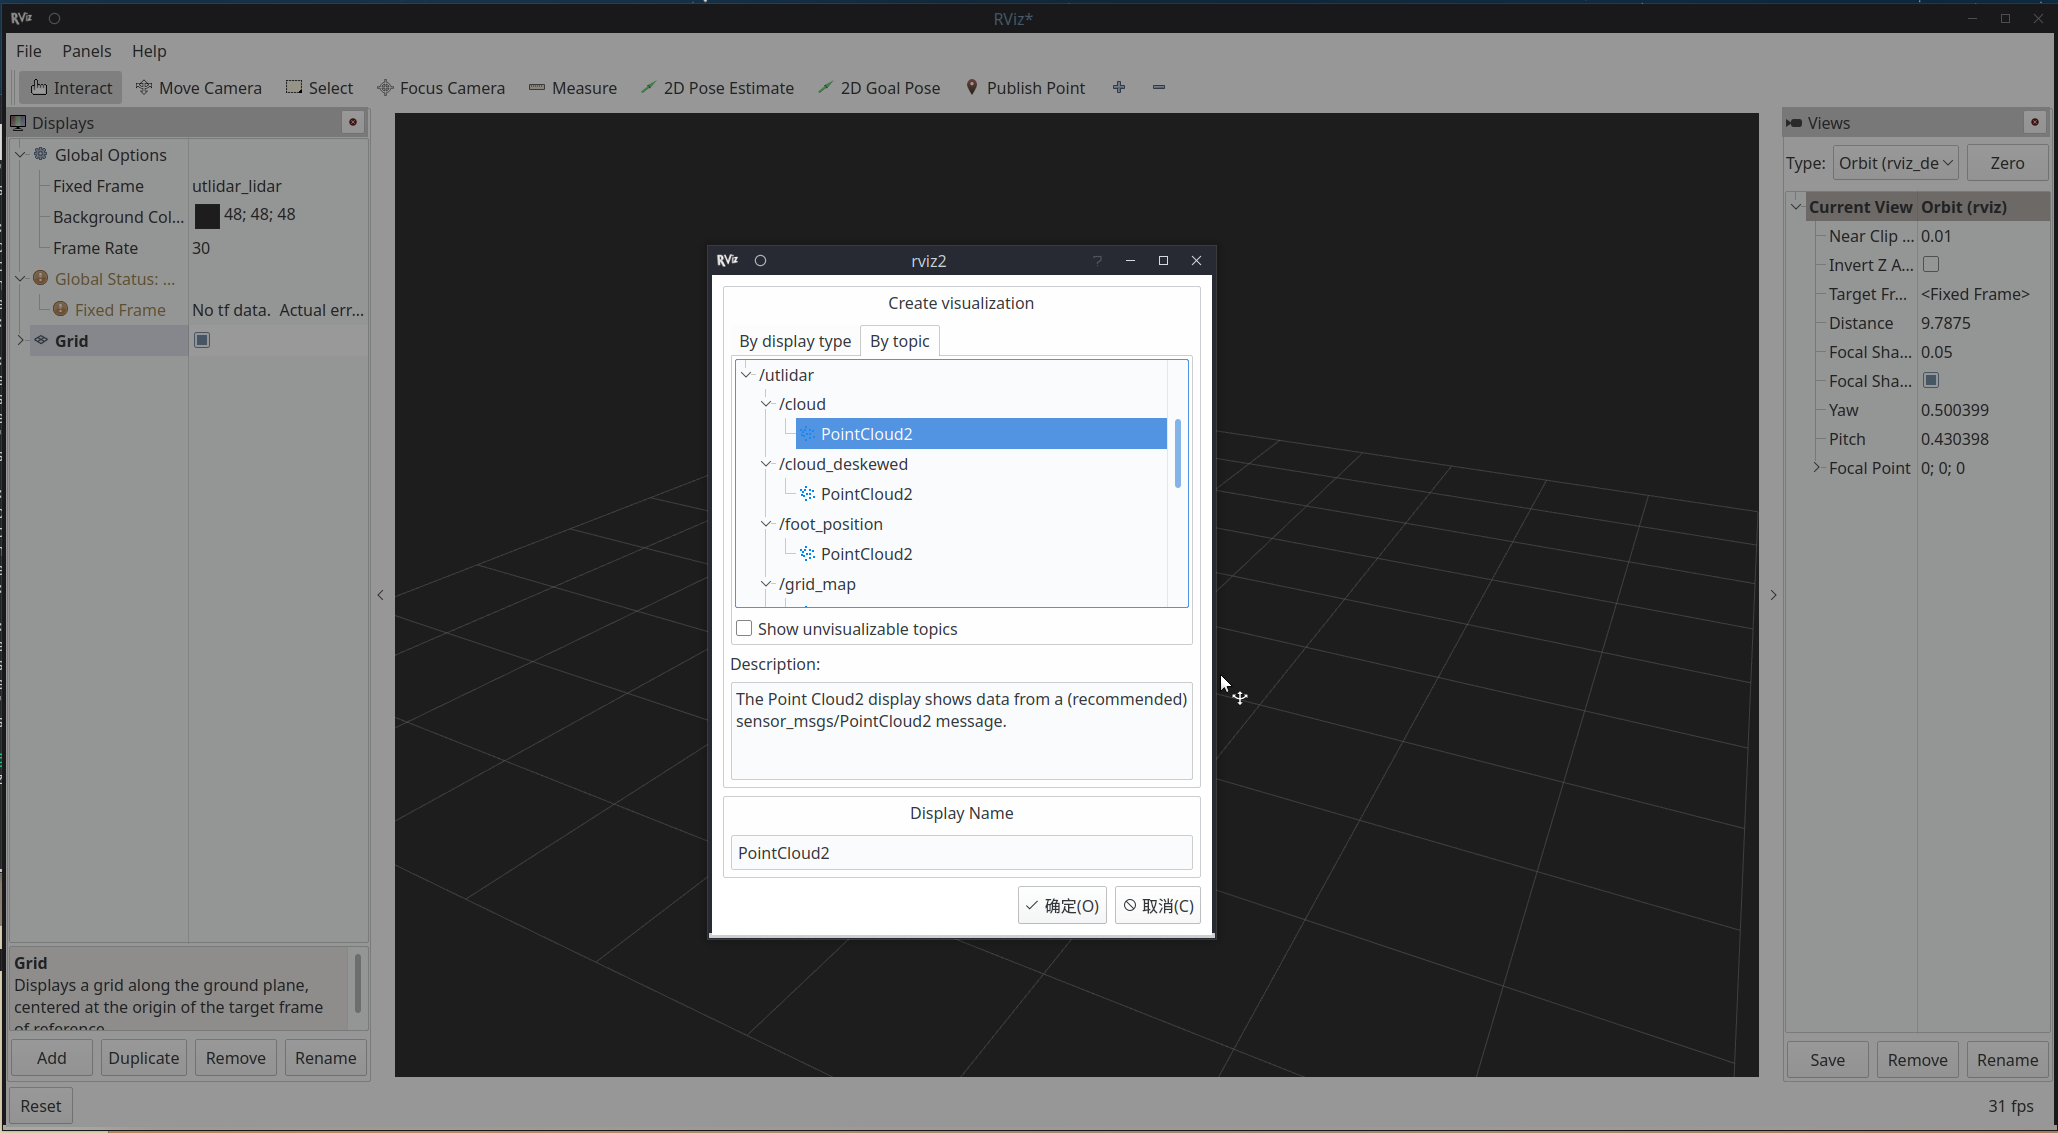 RViz
RViz*
File Panels Help
Interact Move Camera Select Focus Camera Measure 2D Pose Estimate 2D Goal Pose Publish Point
Displays
Global Options
Fixed Frame utlidar_lidar
Background Col... 48; 48; 48
Frame Rate 30
Global Status: ...
Fixed Frame No tf data. Actual err...
Grid
Grid
Displays a grid along the ground plane,
centered at the origin of the target frame
of reference
Add Duplicate Remove Rename
Reset
RViz
rviz2
?
Create visualization
By display type By topic
/utlidar
/cloud
PointCloud2
/cloud_deskewed
PointCloud2
/foot_position
PointCloud2
/grid_map
Show unvisualizable topics
Description:
The Point Cloud2 display shows data from a (recommended)
sensor_msgs/PointCloud2 message.
Display Name
PointCloud2
确定(O) 取消(C)
Views
Type: Orbit (rviz_de Zero
Current View Orbit (rviz)
Near Clip ... 0.01
Invert Z A...
Target Fr... <Fixed Frame>
Distance 9.7875
Focal Sha... 0.05
Focal Sha...
Yaw 0.500399
Pitch 0.430398
Focal Point 0; 0; 0
Save Remove Rename
31 fps